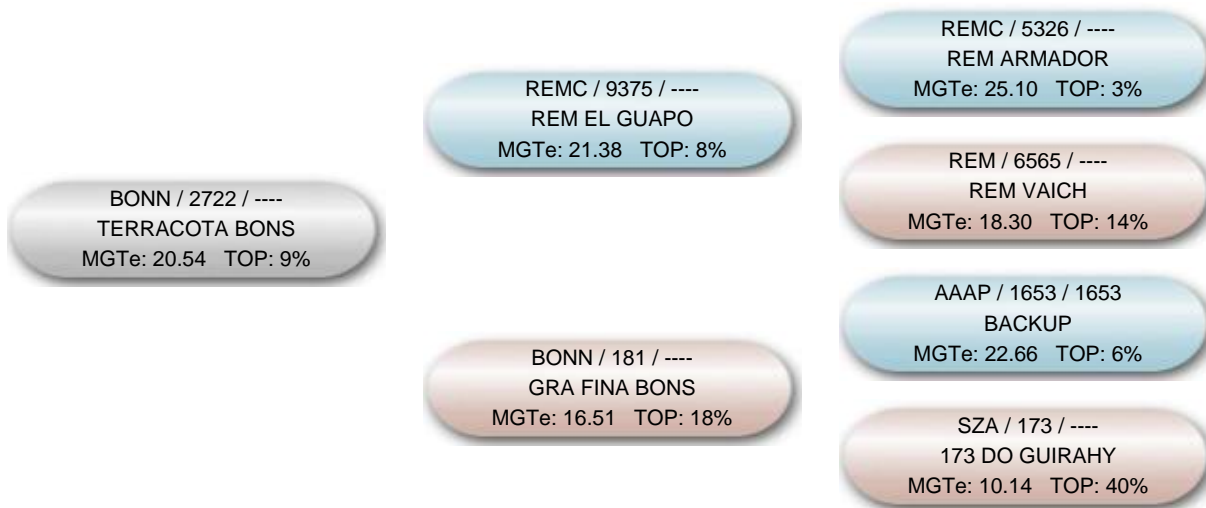 BONN / 2722 / ----
TERRACOTA BONS
MGTe: 20.54 TOP: 9%
REMC / 9375 / ----
REM EL GUAPO
MGTe: 21.38 TOP: 8%
BONN / 181 / ----
GRA FINA BONS
MGTe: 16.51 TOP: 18%
REMC / 5326 / ----
REM ARMADOR
MGTe: 25.10 TOP: 3%
REM / 6565 / ----
REM VAICH
MGTe: 18.30 TOP: 14%
AAAP / 1653 / 1653
BACKUP
MGTe: 22.66 TOP: 6%
SZA / 173 / ----
173 DO GUIRAHY
MGTe: 10.14 TOP: 40%